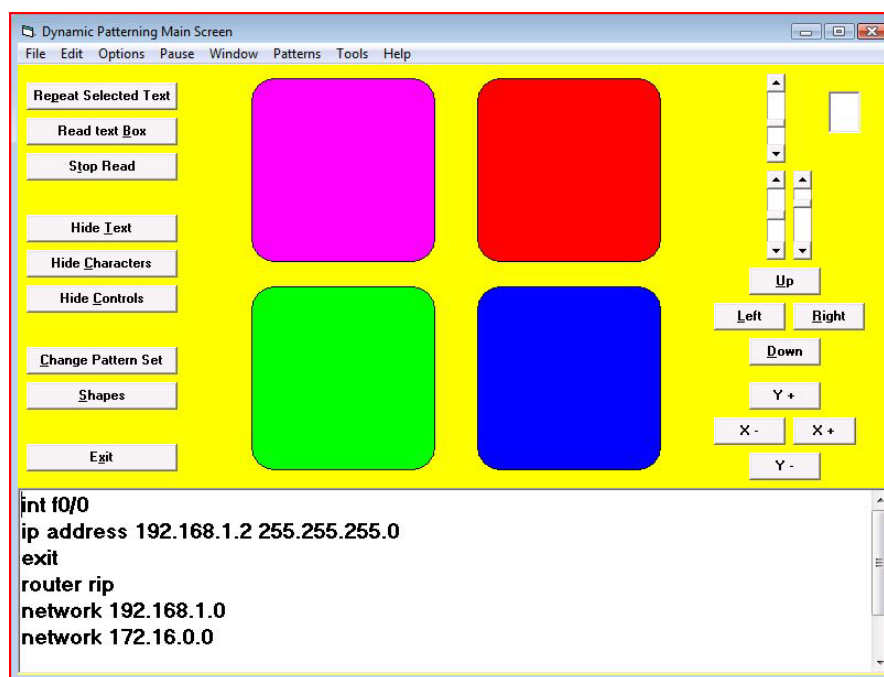 Dynamic Patterning Main Screen
File Edit Options Pause Window Patterns Tools Help
Repeat Selected Text
Read text Box
Stop Read
Hide Text
Hide Characters
Hide Controls
Change Pattern Set
Shapes
Exit
Up
Left Right
Down
Y +
X - X +
Y -
int f0/0
ip address 192.168.1.2 255.255.255.0
exit
router rip
network 192.168.1.0
network 172.16.0.0